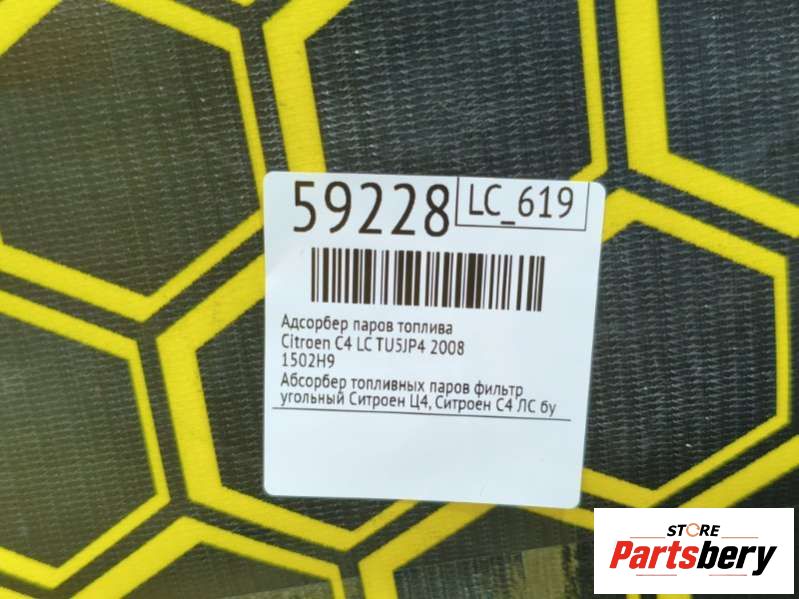 59228
LC_619
Адсорбер паров топлива
Citroen C4 LC TU5JP4 2008
1502H9
Абсорбер топливных паров фильтр
угольный Ситроен Ц4, Ситроен С4 ЛС бу
STORE
Partsbery